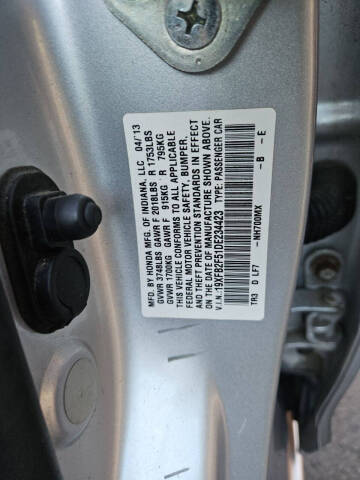 MFD. BY HONDA MFG. OF INDIANA, LLC 04/13
GVWR 3748LBS GAWR F 2018LBS R 1753LBS
GVWR 1700KG GAWR F 915KG R 795KG
THIS VEHICLE CONFORMS TO ALL APPLICABLE
FEDERAL MOTOR VEHICLE SAFETY, BUMPER,
AND THEFT PREVENTION STANDARDS IN EFFECT
ON THE DATE OF MANUFACTURE SHOWN ABOVE.
V.I.N. 19XFB2F51DE234423 TYPE: PASSENGER CAR
TR3 D LF7 - NH700MX - B - E